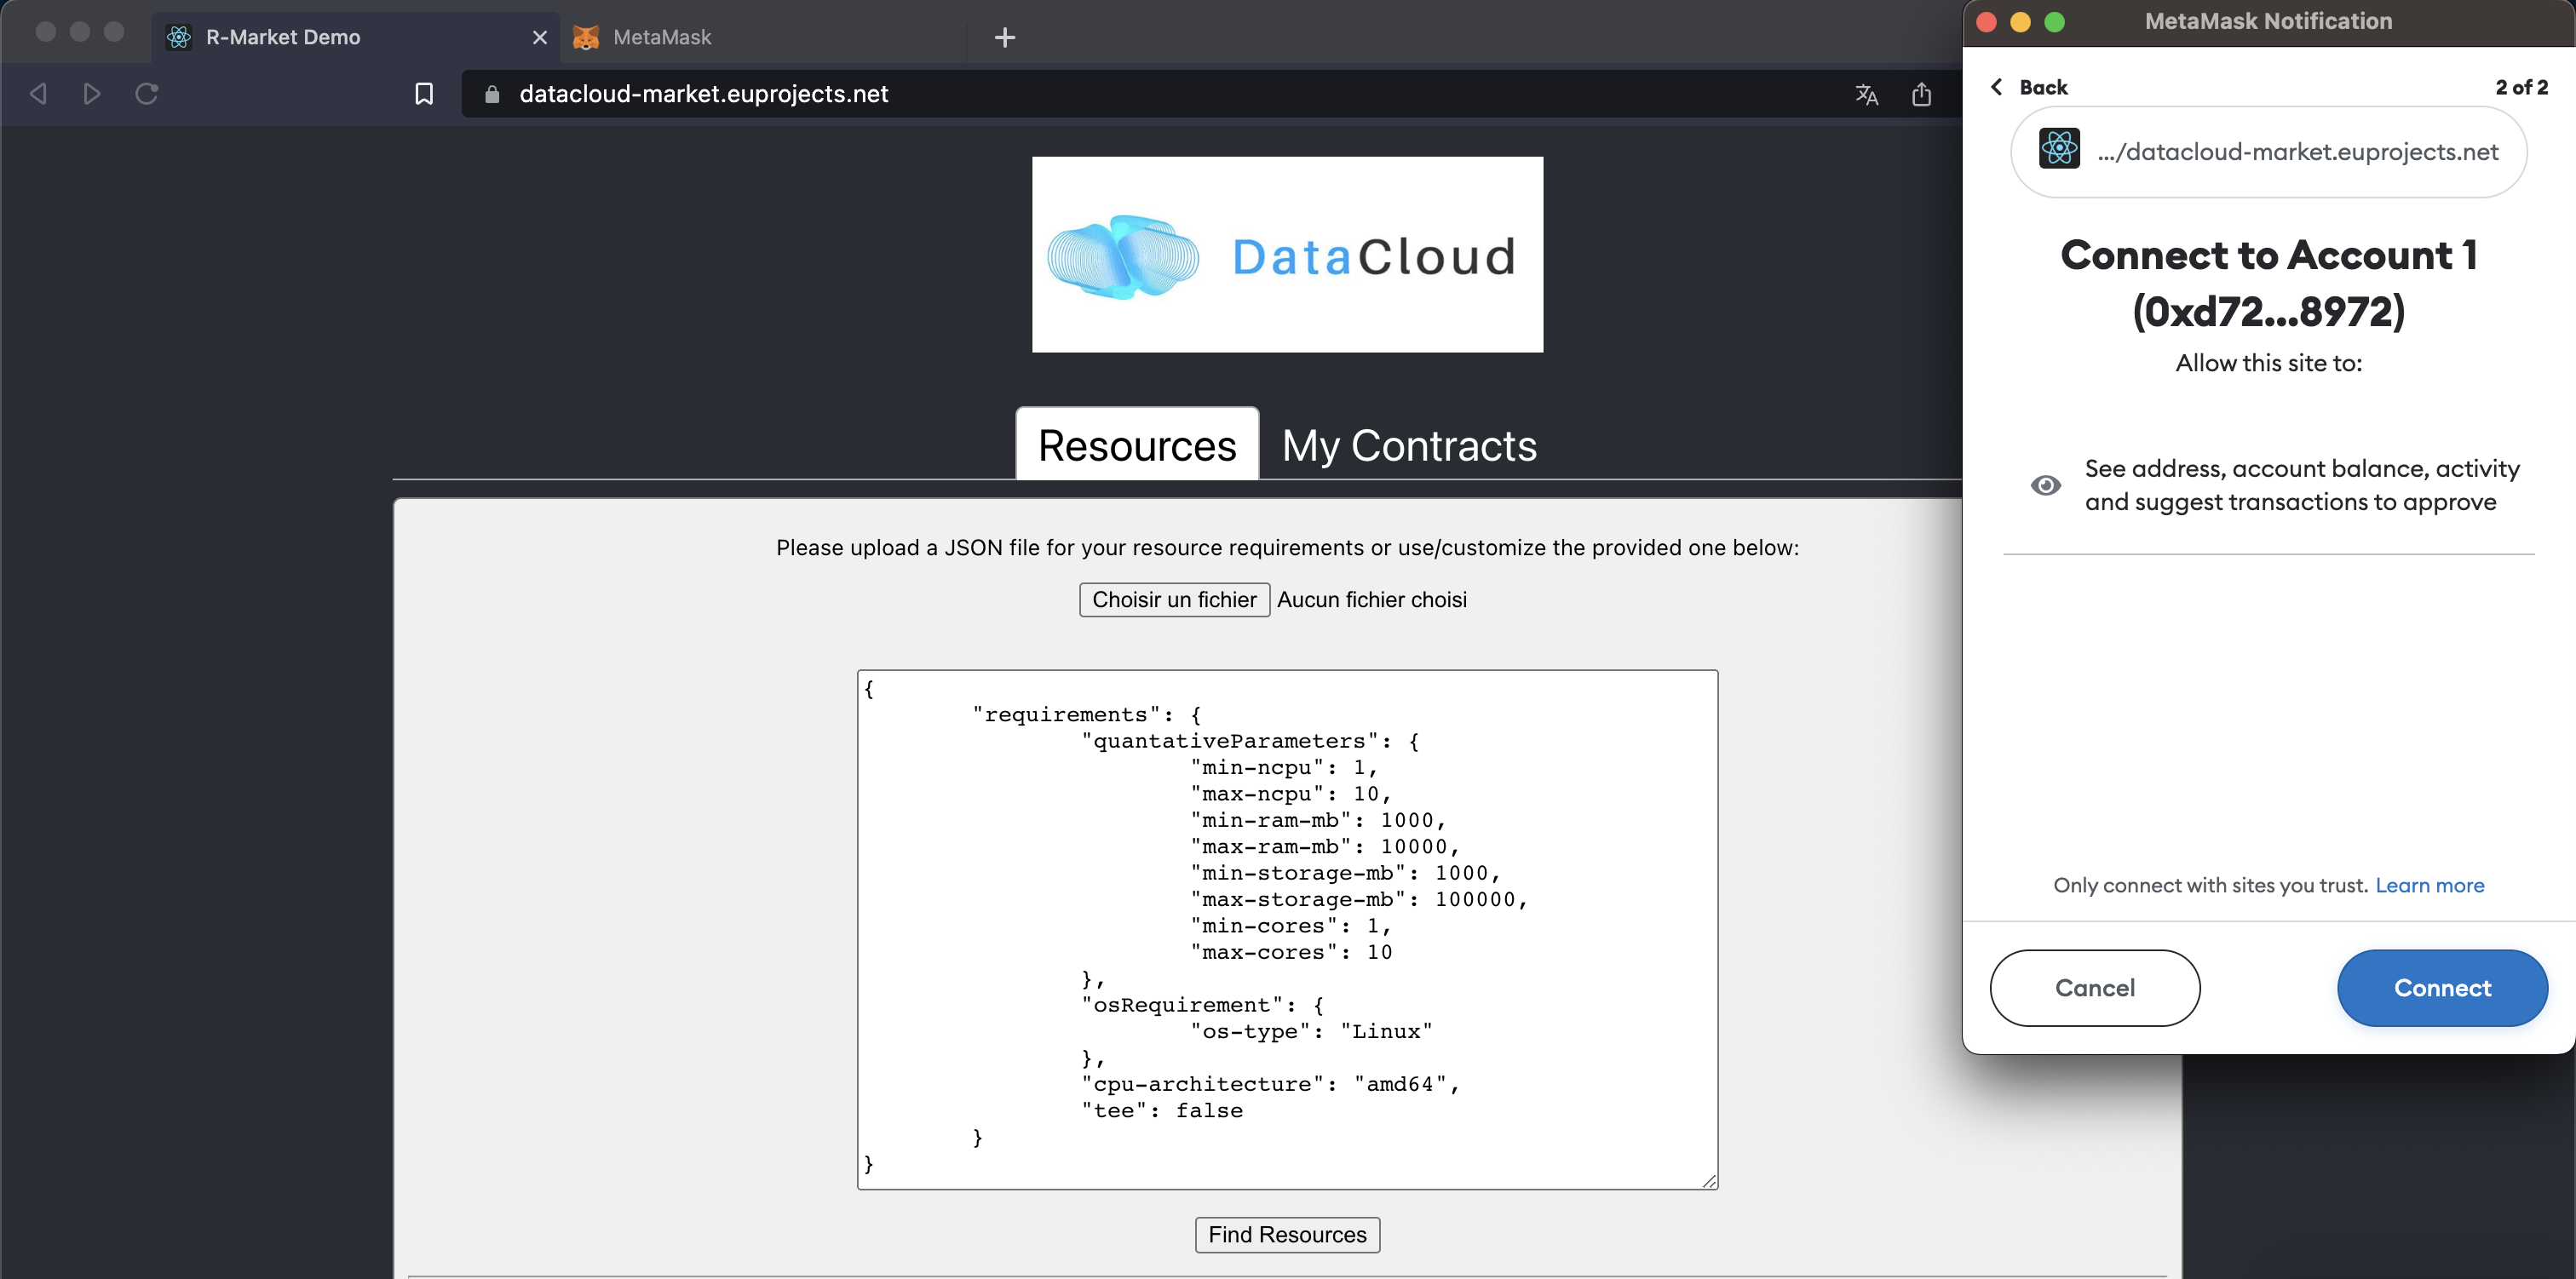 R-Market Demo
MetaMask
datacloud-market.euprojects.net
DataCloud
Resources
My Contracts
Please upload a JSON file for your resource requirements or use/customize the provided one below:
Choisir un fichier Aucun fichier choisi
{
"requirements": {
"quantativeParameters": {
"min-ncpu": 1,
"max-ncpu": 10,
"min-ram-mb": 1000,
"max-ram-mb": 10000,
"min-storage-mb": 1000,
"max-storage-mb": 100000,
"min-cores": 1,
"max-cores": 10
},
"osRequirement": {
"os-type": "Linux"
},
"cpu-architecture": "amd64",
"tee": false
}
}
Find Resources
MetaMask Notification
Back
2 of 2
.../datacloud-market.euprojects.net
Connect to Account 1
(0xd72...8972)
Allow this site to:
See address, account balance, activity
and suggest transactions to approve
Only connect with sites you trust. Learn more
Cancel
Connect